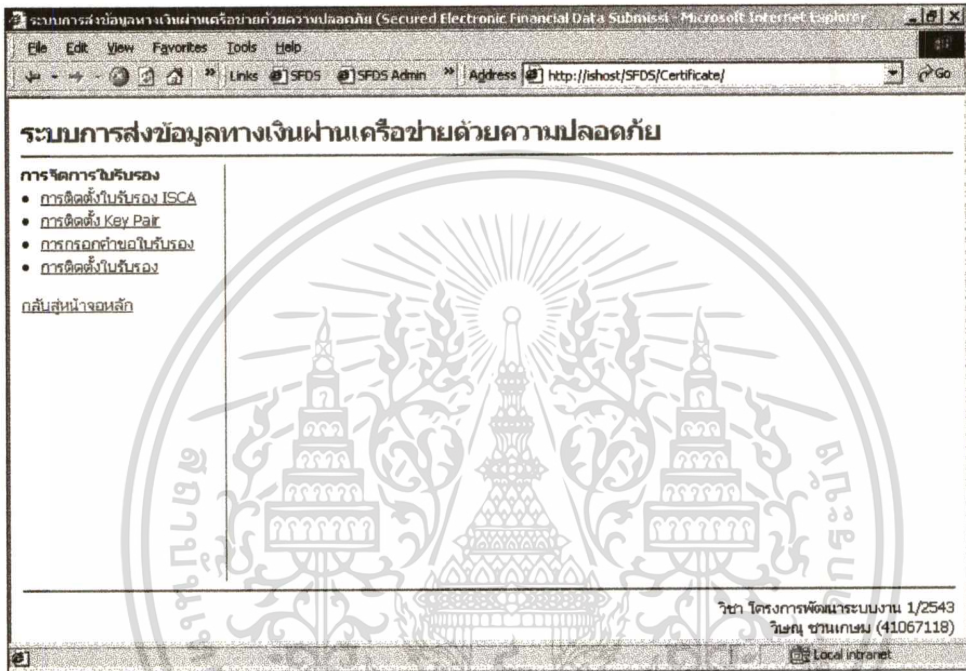 ระบบการส่งข้อมูลทางเงินผ่านเครือข่ายด้วยความปลอดภัย (Secured Electronic Financial Data Submissi - Microsoft Internet Explorer
File Edit View Favorites Tools Help
Links SFDS SFDS Admin Address http://ishost/SFDS/Certificate/ Go
ระบบการส่งข้อมูลทางเงินผ่านเครือข่ายด้วยความปลอดภัย
การจัดการใบรับรอง
• การติดตั้งใบรับรอง ISCA
• การติดตั้ง Key Pair
• การกรอกคำขอใบรับรอง
• การติดตั้งใบรับรอง
กลับสู่หน้าจอหลัก
วิชา โครงการพัฒนาระบบงาน 1/2543
วิษณุ ชานเกษม (41067118)
Local intranet